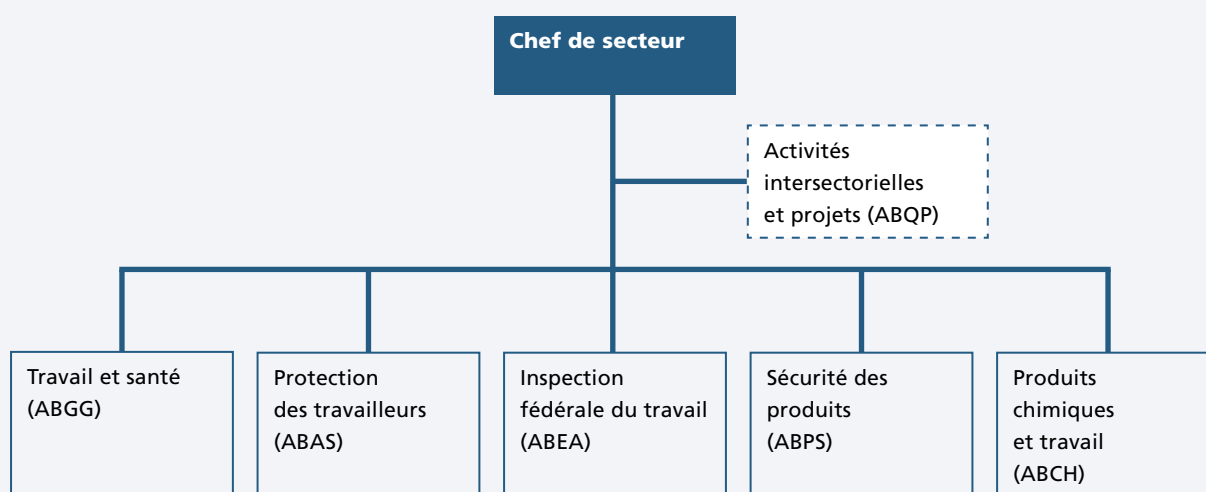 Chef de secteur
Activités
intersectorielles
et projets (ABQP)
Travail et santé
(ABGG)
Protection
des travailleurs
(ABAS)
Inspection
fédérale du travail
(ABEA)
Sécurité des
produits
(ABPS)
Produits
chimiques
et travail
(ABCH)